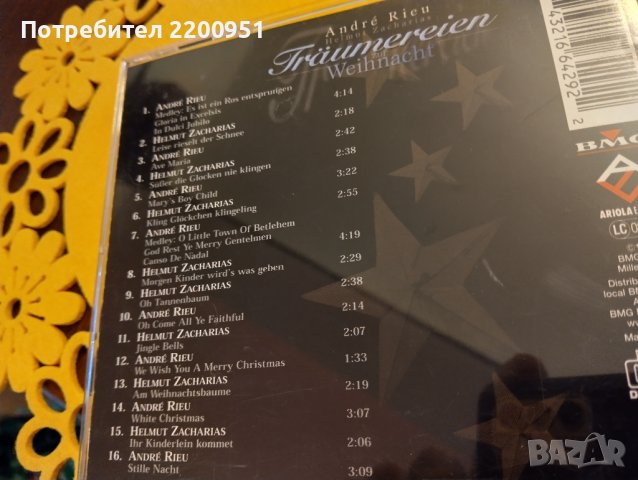 Потребител 2200951
André Rieu
Helmut Zacharias
Träumereien
Weihnacht
1. ANDRÉ RIEU
Medley: Es ist ein Ros entsprungen
Gloria in Excelsis
In Dulci Jubilo
4:14
2. HELMUT ZACHARIAS
Leise rieselt der Schnee
2:18
3. ANDRÉ RIEU
Ave Maria
2:42
4. HELMUT ZACHARIAS
Süßer die Glocken nie klingen
2:38
5. ANDRÉ RIEU
Mary's Boy Child
3:22
6. HELMUT ZACHARIAS
Kling Glöckchen klingeling
2:55
7. ANDRÉ RIEU
Medley: O Little Town Of Betlehem
God Rest Ye Merry Gentelmen
Canso De Nadal
4:19
8. HELMUT ZACHARIAS
Morgen Kinder wird's was geben
2:29
9. HELMUT ZACHARIAS
Oh Tannenbaum
2:38
10. ANDRÉ RIEU
Oh Come All Ye Faithful
2:14
11. HELMUT ZACHARIAS
Jingle Bells
2:07
12. ANDRÉ RIEU
We Wish You A Merry Christmas
1:33
13. HELMUT ZACHARIAS
Am Weihnachtsbaume
2:19
14. ANDRÉ RIEU
White Christmas
3:07
15. HELMUT ZACHARIAS
Ihr Kinderlein kommet
2:06
16. ANDRÉ RIEU
Stille Nacht
3:09
43216 64292 2
BMG
ARIOLA
LC
BMG
Distrib
local BM
BMG
BAZAR